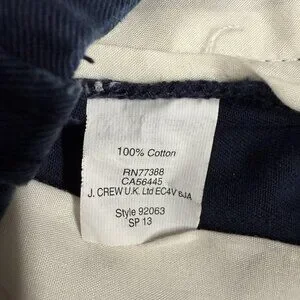 100% Cotton
RN77388
CA56445
J. CREW U.K. Ltd EC4V 6JA
Style 92063
SP 13